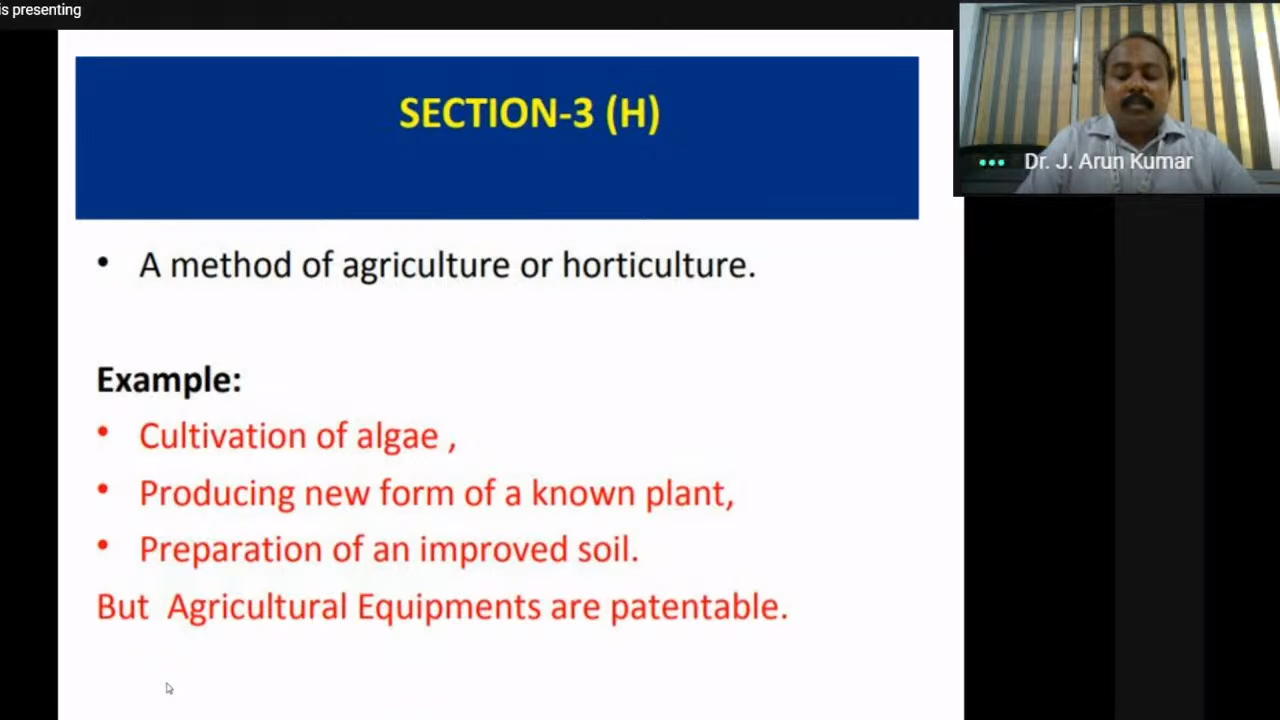 is presenting
SECTION-3 (H)
Dr. J. Arun Kumar
• A method of agriculture or horticulture.
Example:
• Cultivation of algae ,
• Producing new form of a known plant,
• Preparation of an improved soil.
But Agricultural Equipments are patentable.